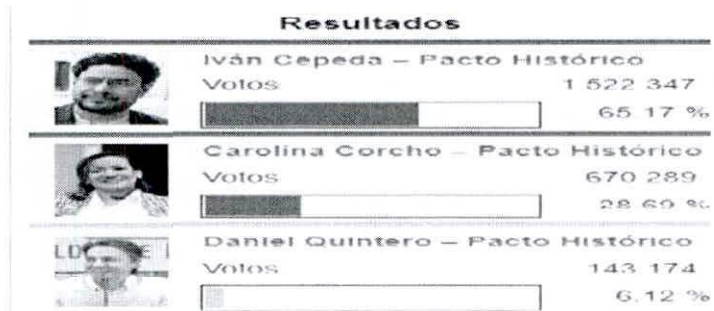 Resultados
Iván Cepeda – Pacto Histórico
Votos 1 522 347
65.17 %
Carolina Corcho – Pacto Histórico
Votos 670 289
28.69 %
Daniel Quintero – Pacto Histórico
Votos 143 174
6.12 %